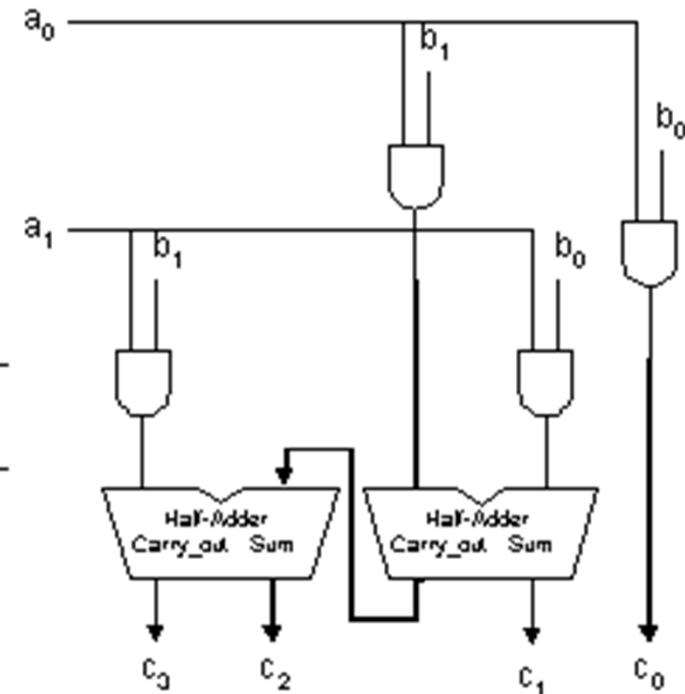 a₀
b₁
b₀
a₁
b₁
b₀
Half-Adder
Carry_out Sum
Half-Adder
Carry_out Sum
c₃
c₂
c₁
c₀